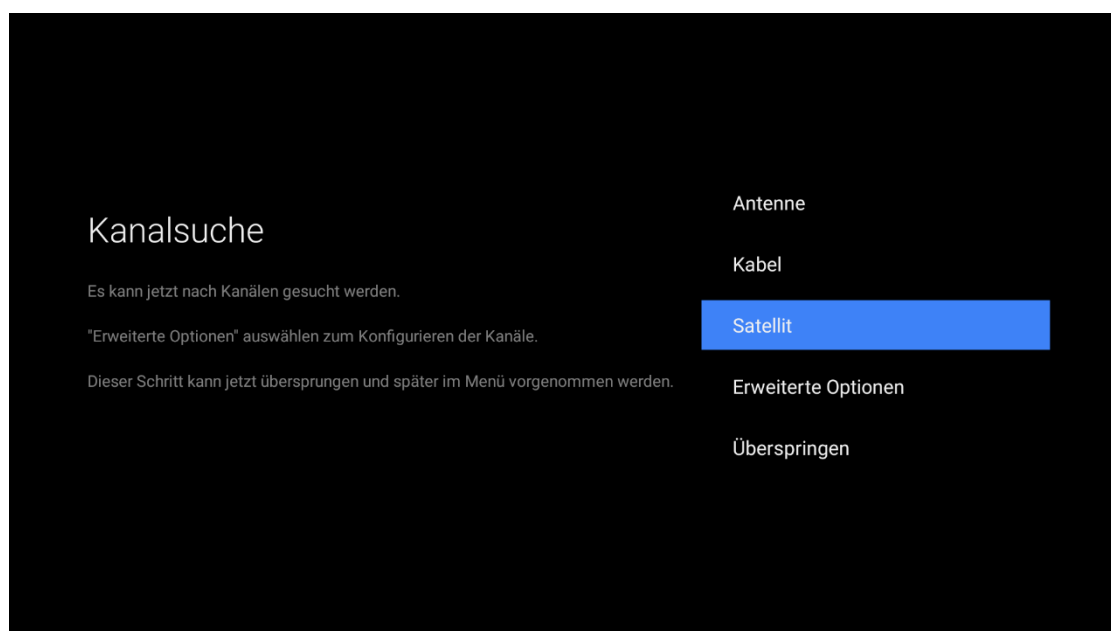 Kanalsuche
Es kann jetzt nach Kanälen gesucht werden.
"Erweiterte Optionen" auswählen zum Konfigurieren der Kanäle.
Dieser Schritt kann jetzt übersprungen und später im Menü vorgenommen werden.
Antenne
Kabel
Satellit
Erweiterte Optionen
Überspringen